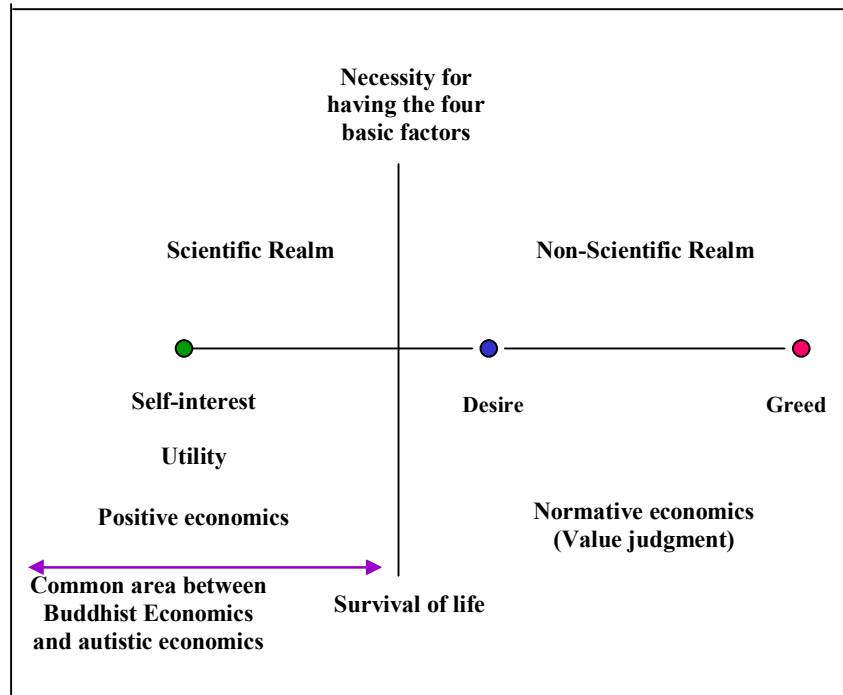 Necessity for
having the four
basic factors
Scientific Realm
Non-Scientific Realm
Self-interest
Desire
Greed
Utility
Positive economics
Normative economics
(Value judgment)
Common area between
Buddhist Economics
and autistic economics
Survival of life